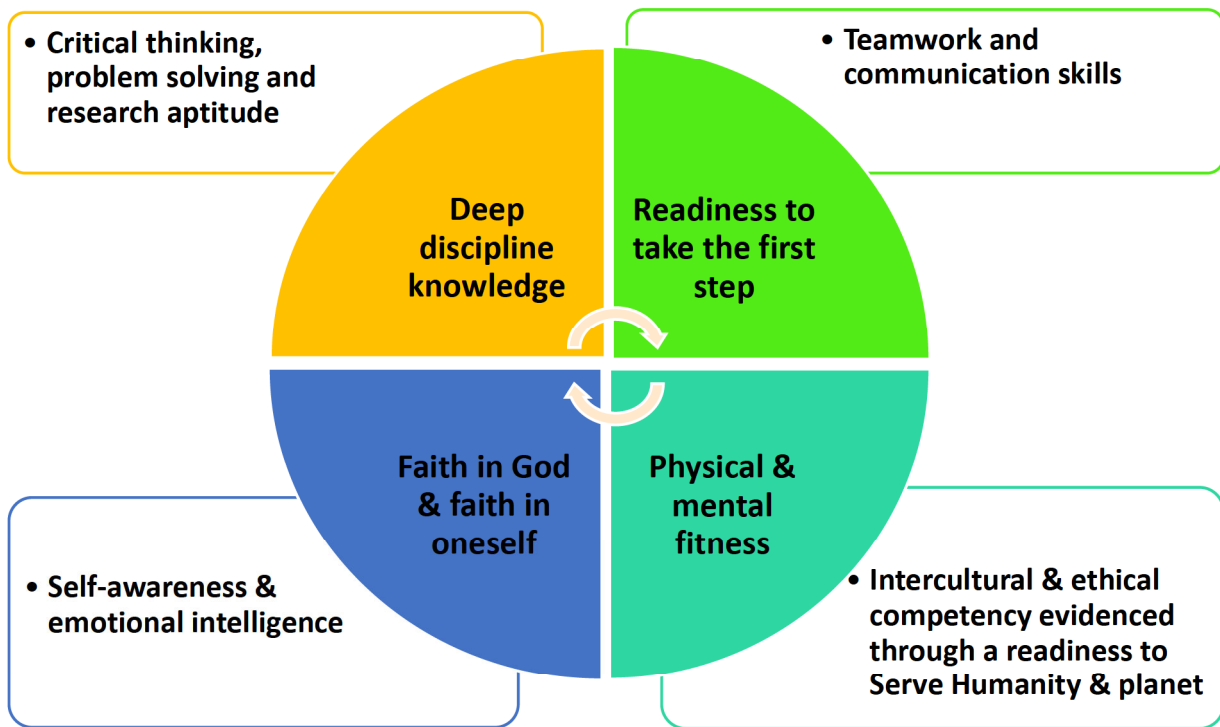 • Critical thinking,
problem solving and
research aptitude
• Teamwork and
communication skills
Deep
discipline
knowledge
Readiness to
take the first
step
Faith in God
& faith in
oneself
Physical &
mental
fitness
• Self-awareness &
emotional intelligence
• Intercultural & ethical
competency evidenced
through a readiness to
Serve Humanity & planet